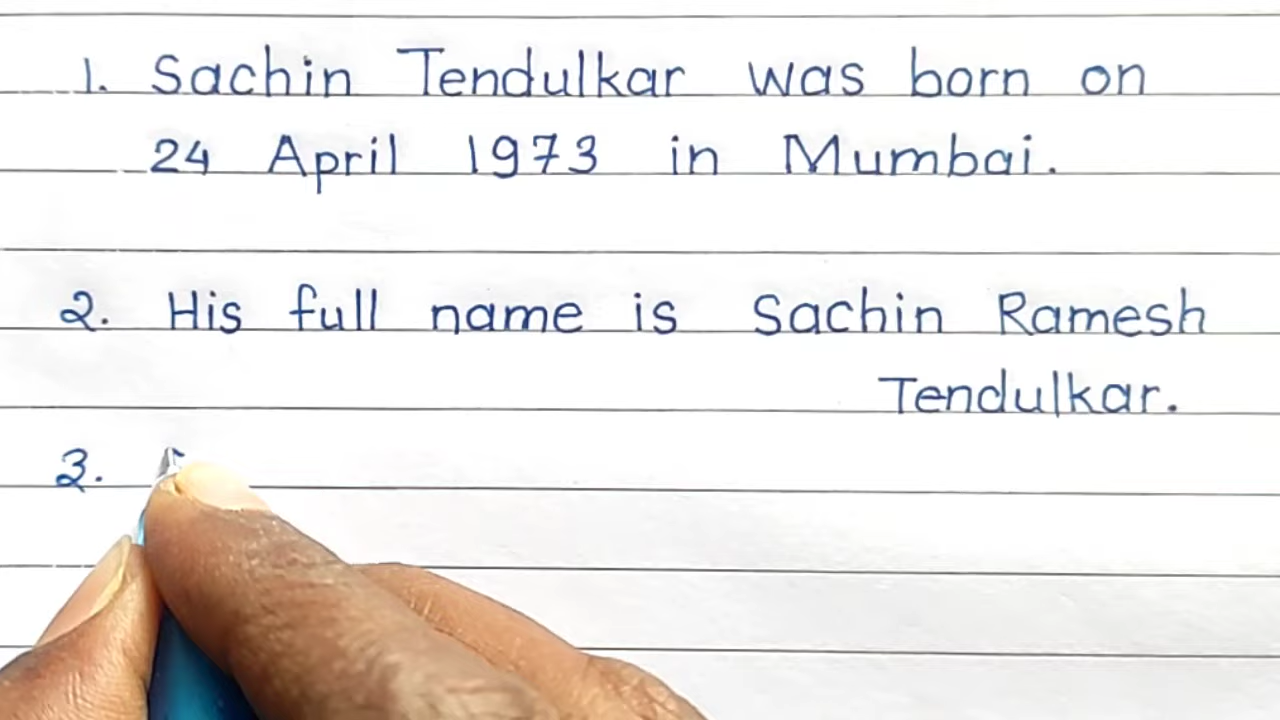 1. Sachin Tendulkar was born on
24 April 1973 in Mumbai.
2. His full name is Sachin Ramesh
Tendulkar.
3.